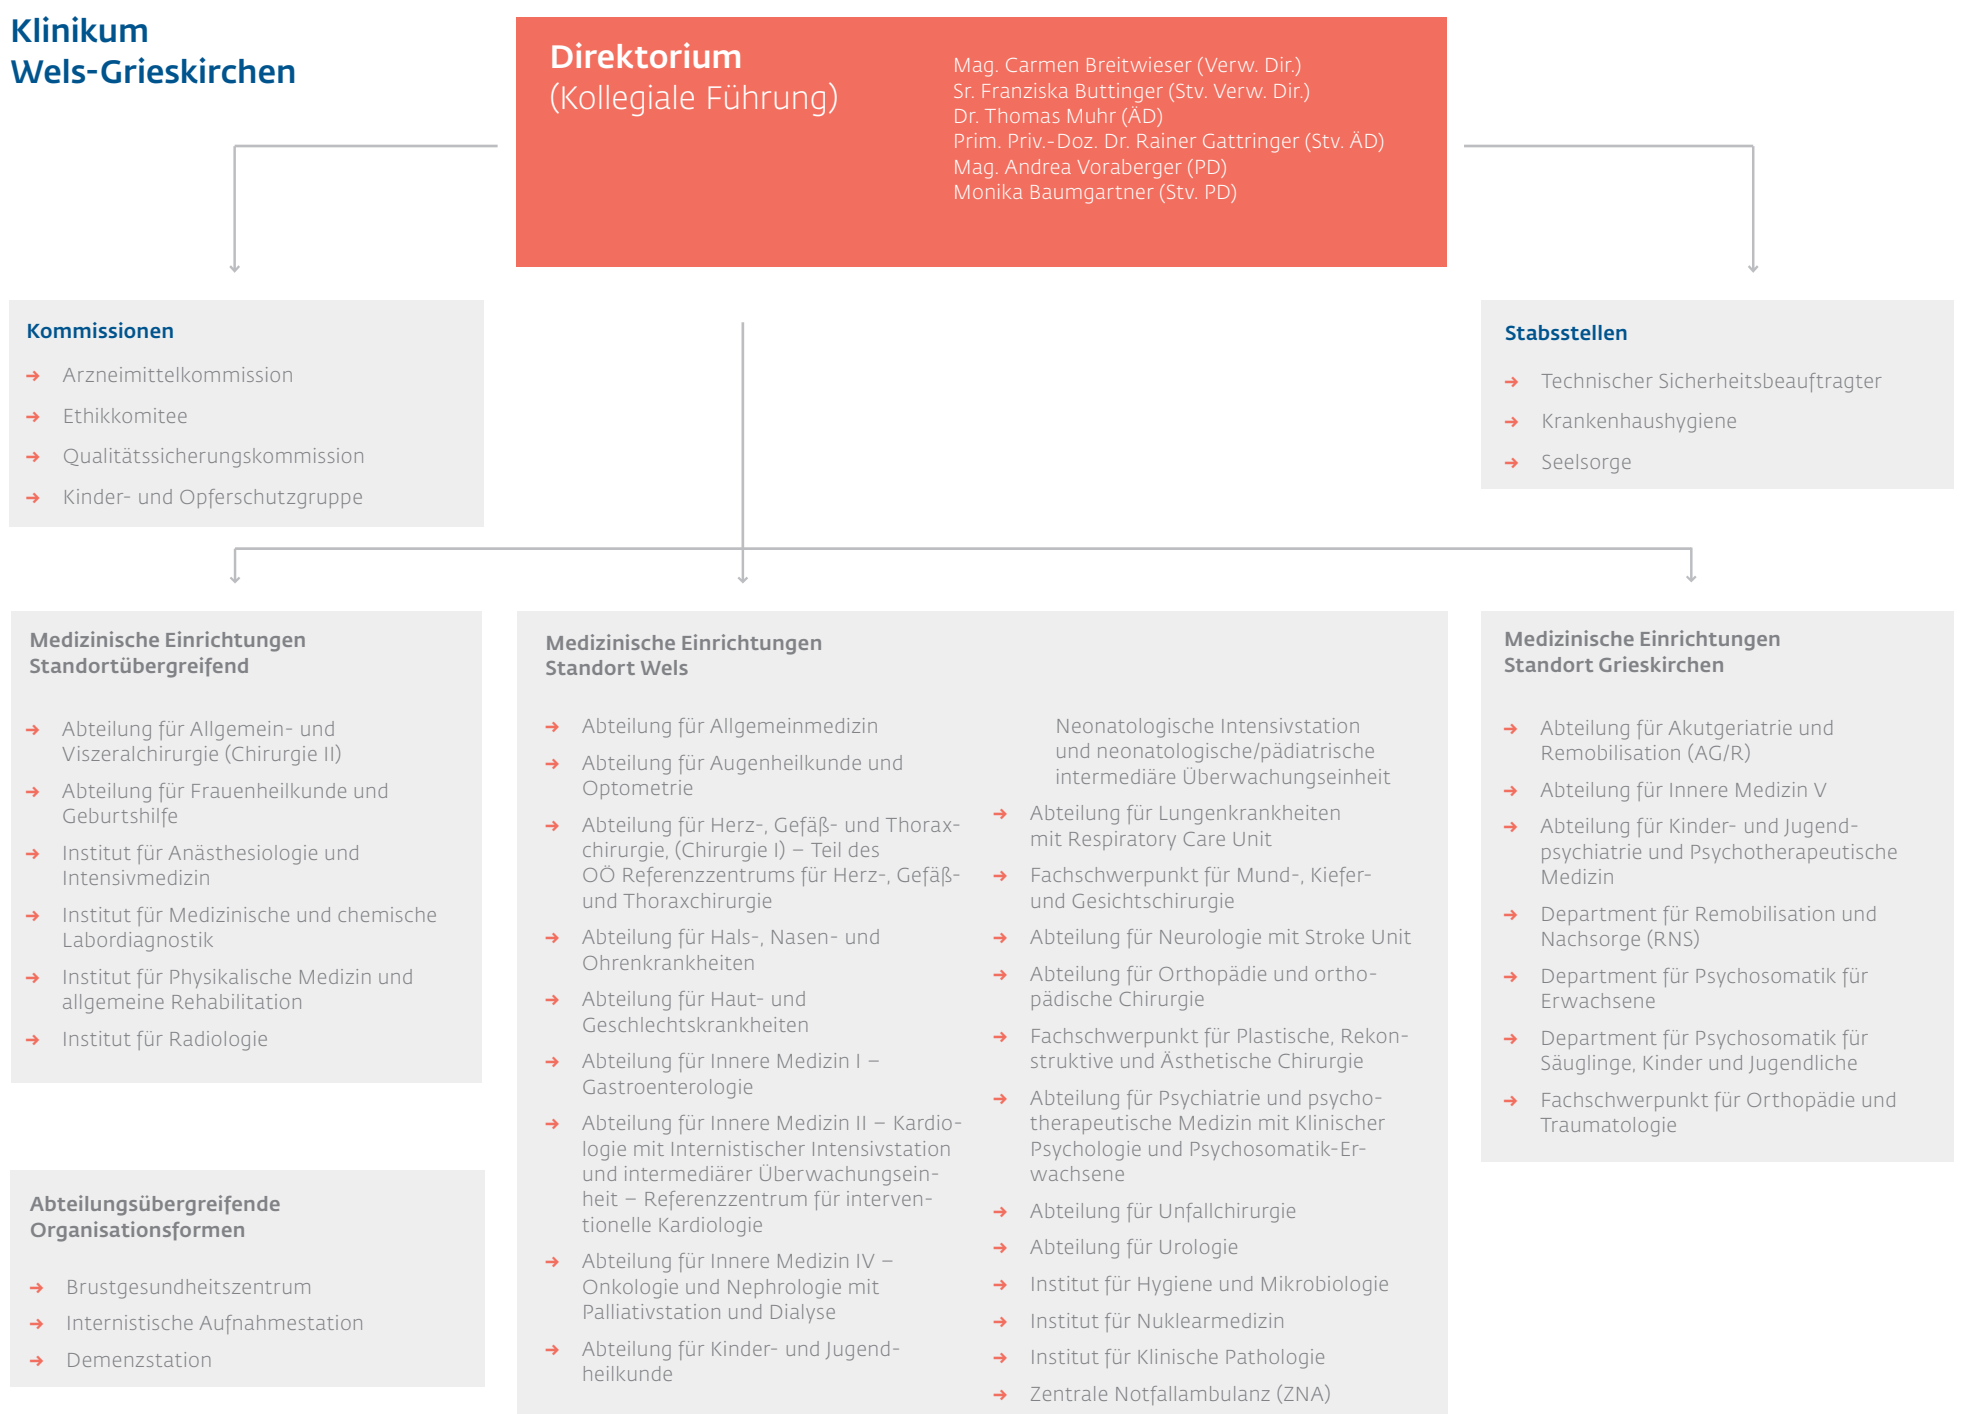 Klinikum
Wels-Grieskirchen
Direktorium
(Kollegiale Führung)
Mag. Carmen Breitwieser (Verw. Dir.)
Sr. Franziska Buttinger (Stv. Verw. Dir.)
Dr. Thomas Muhr (ÄD)
Prim. Priv.-Doz. Dr. Rainer Gattringer (Stv. ÄD)
Mag. Andrea Voraberger (PD)
Monika Baumgartner (Stv. PD)
Kommissionen
→ Arzneimittelkommission
→ Ethikkomitee
→ Qualitätssicherungskommission
→ Kinder- und Opferschutzgruppe
Stabsstellen
→ Technischer Sicherheitsbeauftragter
→ Krankenhaushygiene
→ Seelsorge
Medizinische Einrichtungen
Standortübergreifend
→ Abteilung für Allgemein- und
Viszeralchirurgie (Chirurgie II)
→ Abteilung für Frauenheilkunde und
Geburtshilfe
→ Institut für Anästhesiologie und
Intensivmedizin
→ Institut für Medizinische und chemische
Labordiagnostik
→ Institut für Physikalische Medizin und
allgemeine Rehabilitation
→ Institut für Radiologie
Abteilungsübergreifende
Organisationsformen
→ Brustgesundheitszentrum
→ Internistische Aufnahmestation
→ Demenzstation
Medizinische Einrichtungen
Standort Wels
→ Abteilung für Allgemeinmedizin
→ Abteilung für Augenheilkunde und
Optometrie
→ Abteilung für Herz-, Gefäß- und Thorax-
chirurgie, (Chirurgie I) – Teil des
OÖ Referenzzentrums für Herz-, Gefäß-
und Thoraxchirurgie
→ Abteilung für Hals-, Nasen- und
Ohrenkrankheiten
→ Abteilung für Haut- und
Geschlechtskrankheiten
→ Abteilung für Innere Medizin I –
Gastroenterologie
→ Abteilung für Innere Medizin II – Kardio-
logie mit Internistischer Intensivstation
und intermediärer Überwachungsein-
heit – Referenzzentrum für interven-
tionelle Kardiologie
→ Abteilung für Innere Medizin IV –
Onkologie und Nephrologie mit
Palliativstation und Dialyse
→ Abteilung für Kinder- und Jugend-
heilkunde
Neonatologische Intensivstation
und neonatologische/pädiatrische
intermediäre Überwachungseinheit
→ Abteilung für Lungenkrankheiten
mit Respiratory Care Unit
→ Fachschwerpunkt für Mund-, Kiefer-
und Gesichtschirurgie
→ Abteilung für Neurologie mit Stroke Unit
→ Abteilung für Orthopädie und ortho-
pädische Chirurgie
→ Fachschwerpunkt für Plastische, Rekon-
struktive und Ästhetische Chirurgie
→ Abteilung für Psychiatrie und psycho-
therapeutische Medizin mit Klinischer
Psychologie und Psychosomatik-Er-
wachsene
→ Abteilung für Unfallchirurgie
→ Abteilung für Urologie
→ Institut für Hygiene und Mikrobiologie
→ Institut für Nuklearmedizin
→ Institut für Klinische Pathologie
→ Zentrale Notfallambulanz (ZNA)
Medizinische Einrichtungen
Standort Grieskirchen
→ Abteilung für Akutgeriatrie und
Remobilisation (AG/R)
→ Abteilung für Innere Medizin V
→ Abteilung für Kinder- und Jugend-
psychiatrie und Psychotherapeutische
Medizin
→ Department für Remobilisation und
Nachsorge (RNS)
→ Department für Psychosomatik für
Erwachsene
→ Department für Psychosomatik für
Säuglinge, Kinder und Jugendliche
→ Fachschwerpunkt für Orthopädie und
Traumatologie